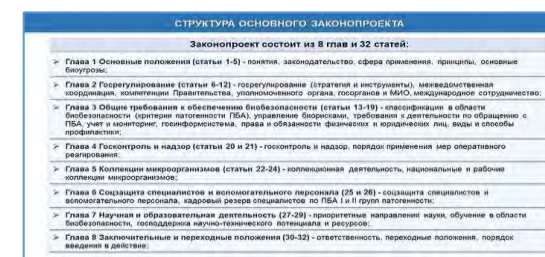 СТРУКТУРА ОСНОВНОГО ЗАКОНОПРОЕКТА
Законопроект состоит из 8 глав и 32 статей:
➢ Глава 1 Основные положения (статьи 1-5) - понятия, законодательство, сфера применения, принципы, основные
биоугрозы;
➢ Глава 2 Госрегулирование (статьи 6-12) - госрегулирование (стратегия и инструменты), межведомственная
координация, компетенции Правительства, уполномоченного органа, госорганов и МИО, международное сотрудничество;
➢ Глава 3 Общие требования к обеспечению биобезопасности (статьи 13-19) - классификации в области
биобезопасности (критерии патогенности ПБА), управление биорисками, требования к деятельности по обращению с
ПБА, учет и мониторинг, госинформсистема, права и обязанности физических и юридических лиц, виды и способы
профилактики;
➢ Глава 4 Госконтроль и надзор (статьи 20 и 21) - госконтроль и надзор, порядок применения мер оперативного
реагирования;
➢ Глава 5 Коллекции микроорганизмов (статьи 22-24) - коллекционная деятельность, национальные и рабочие
коллекции микроорганизмов;
➢ Глава 6 Соцзащита специалистов и вспомогательного персонала (25 и 26) - соцзащита специалистов и
вспомогательного персонала, кадровый резерв специалистов по ПБА I и II групп патогенности;
➢ Глава 7 Научная и образовательная деятельность (27-29) - приоритетные направления науки, обучение в области
биобезопасности, господдержка научно-технического потенциала и ресурсов;
➢ Глава 8 Заключительные и переходные положения (30-32) - ответственность, переходные положения, порядок
введения в действие;